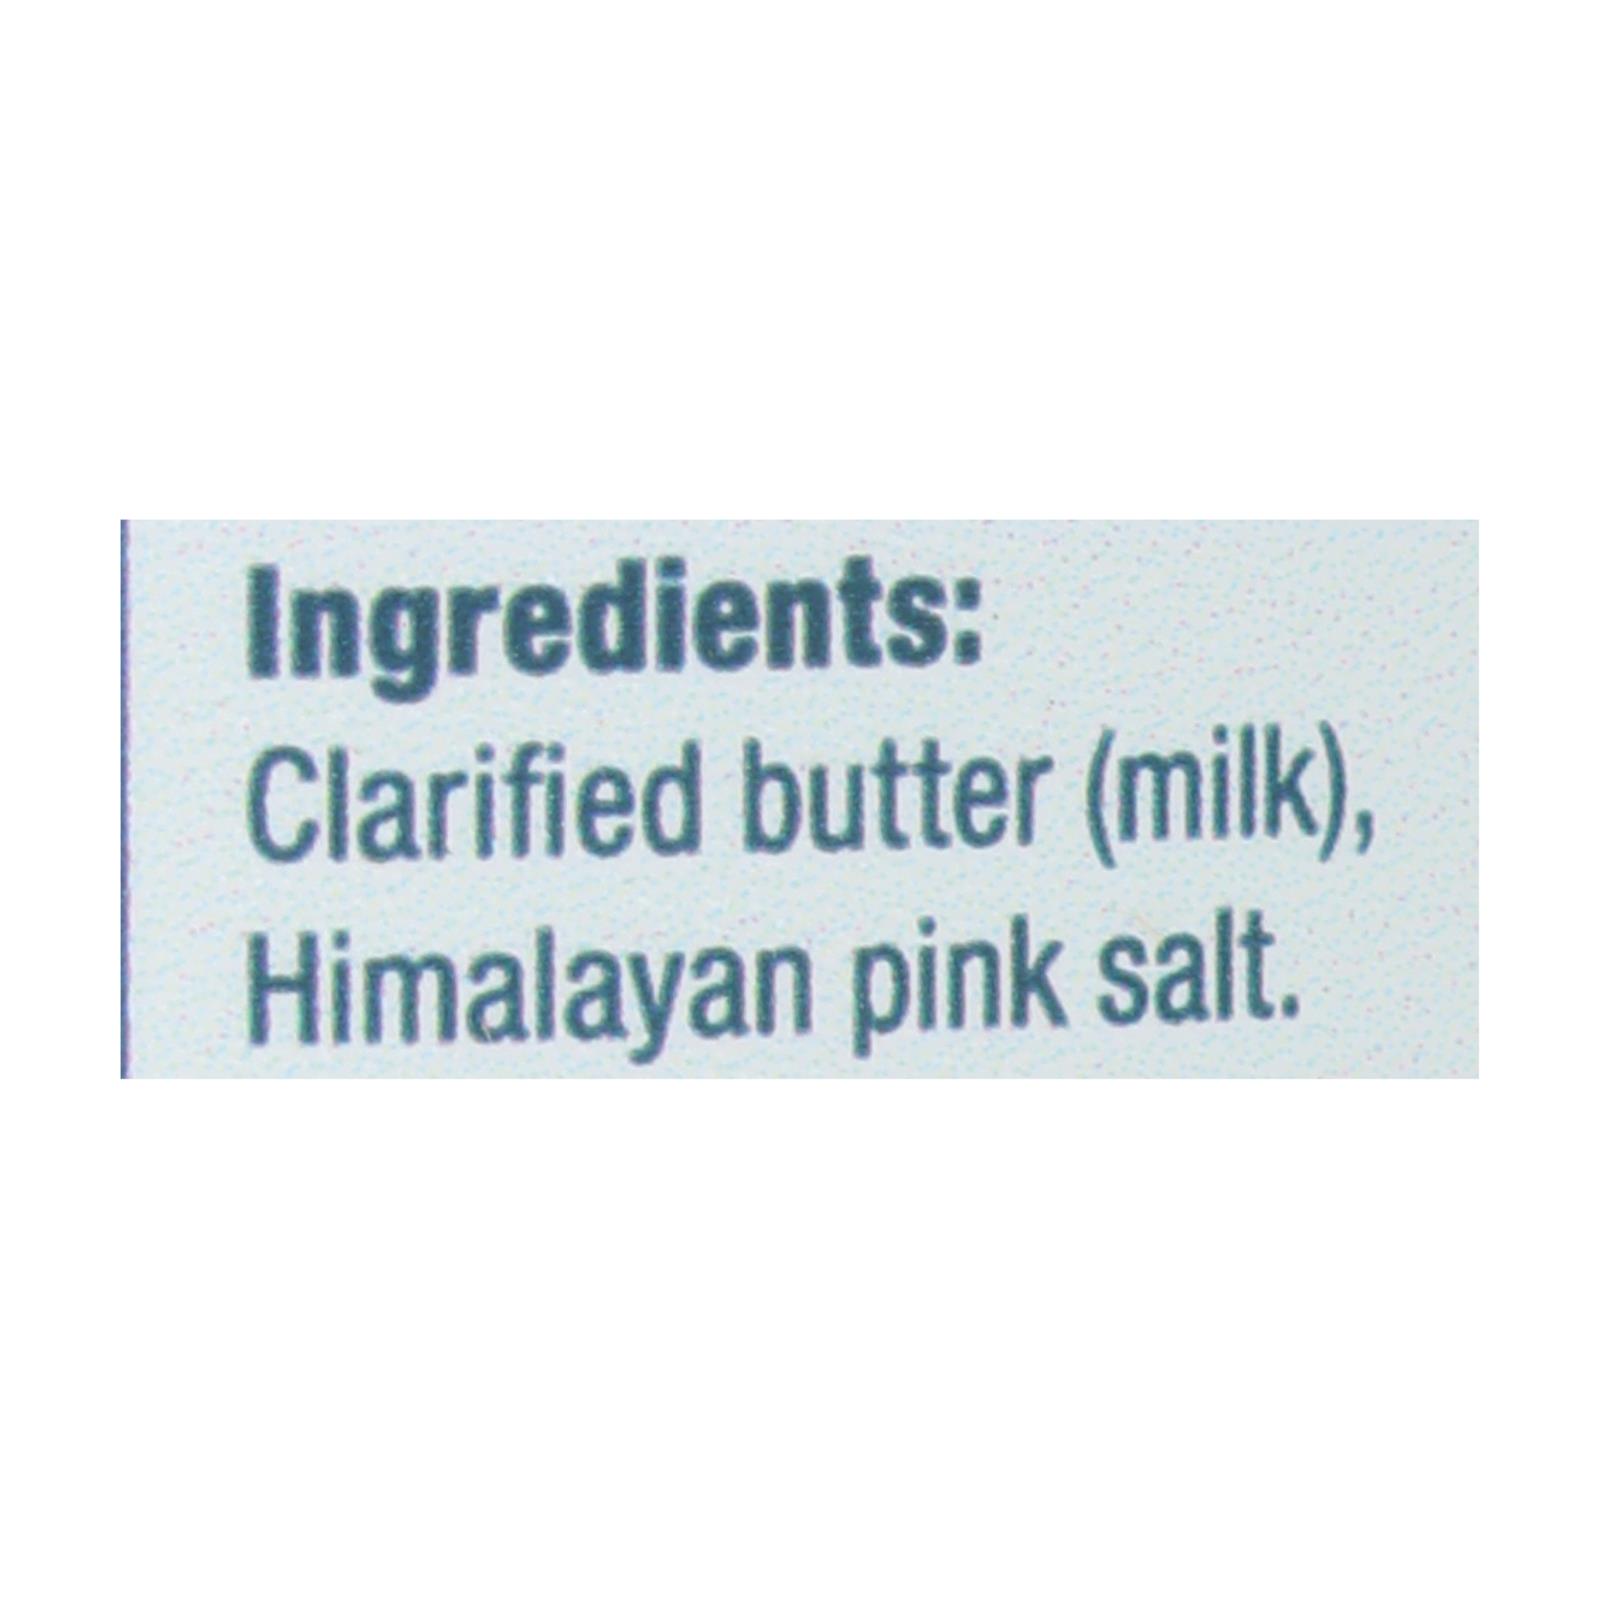 Ingredients:
Clarified butter (milk),
Himalayan pink salt.